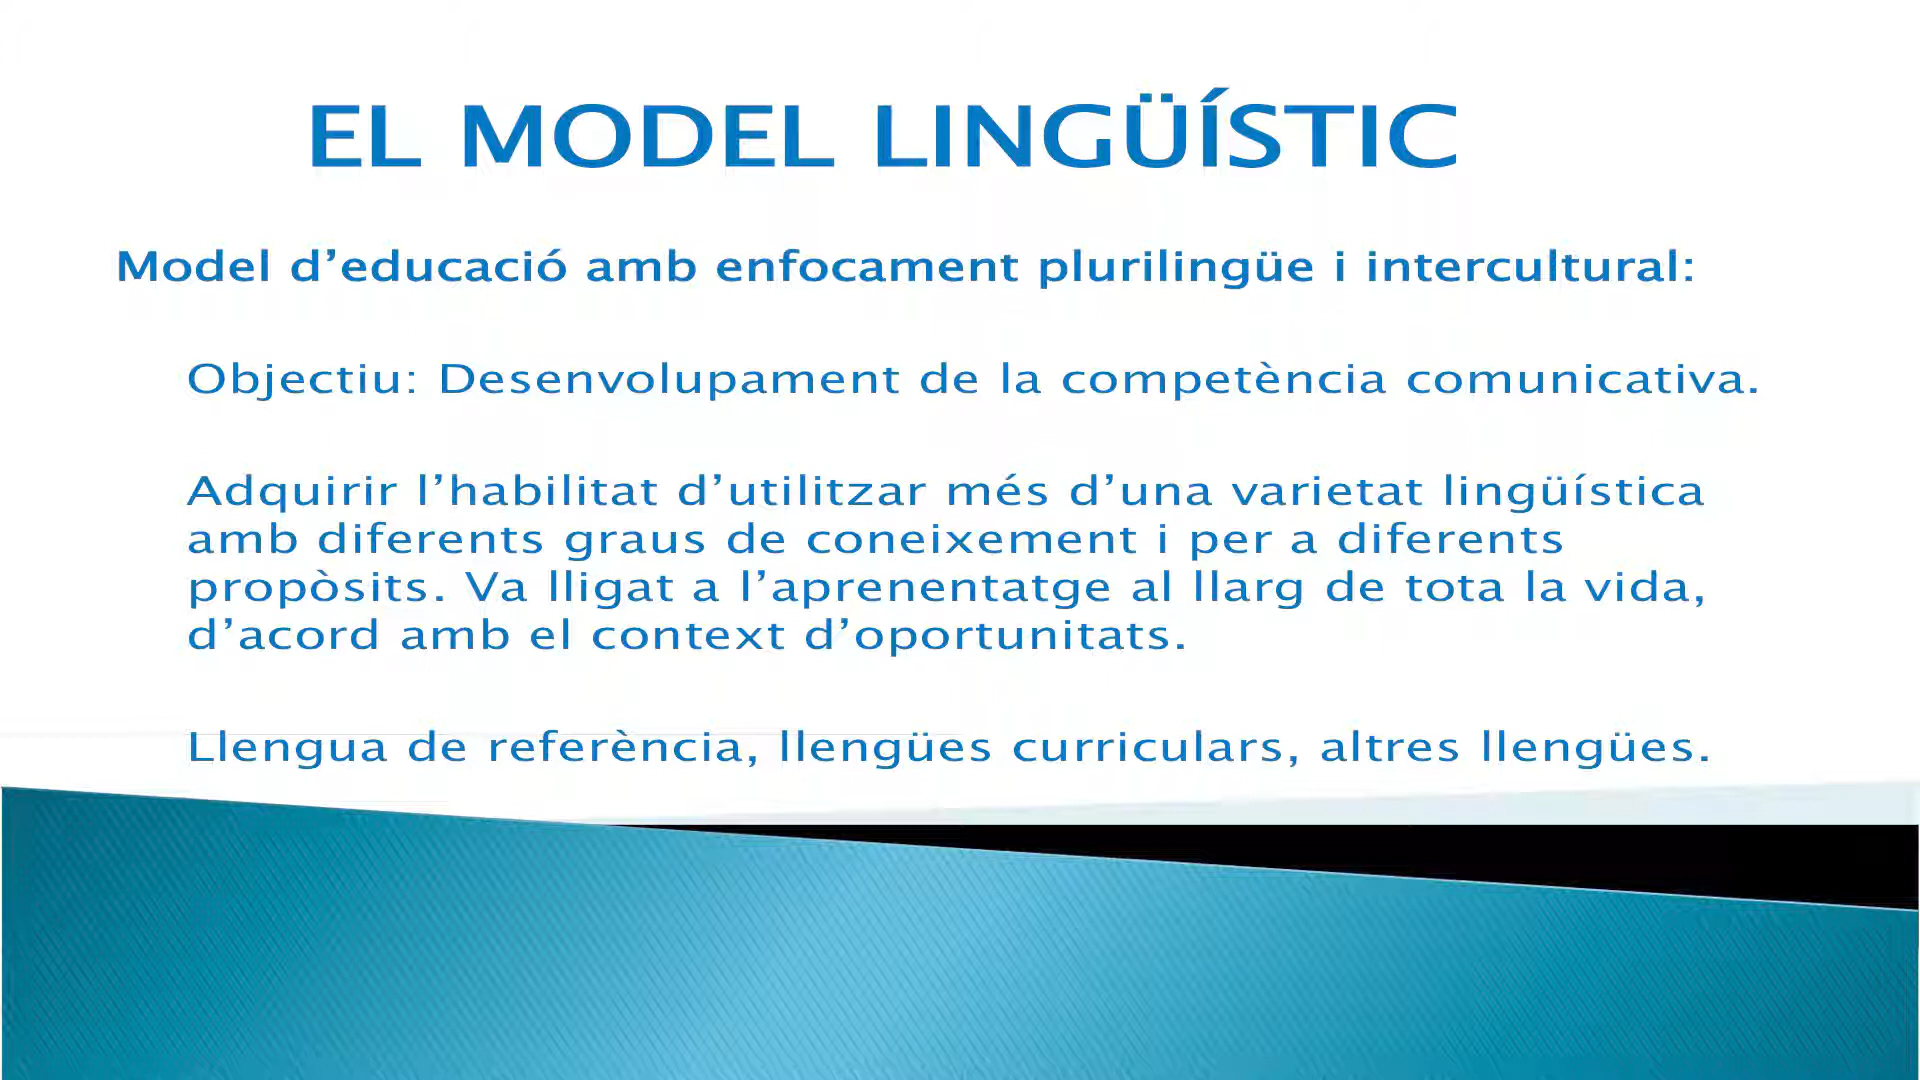 EL MODEL LINGÜÍSTIC
Model d’educació amb enfocament plurilingüe i intercultural:
Objectiu: Desenvolupament de la competència comunicativa.
Adquirir l’habilitat d’utilitzar més d’una varietat lingüística
amb diferents graus de coneixement i per a diferents
propòsits. Va lligat a l’aprenentatge al llarg de tota la vida,
d’acord amb el context d’oportunitats.
Llengua de referència, llengües curriculars, altres llengües.